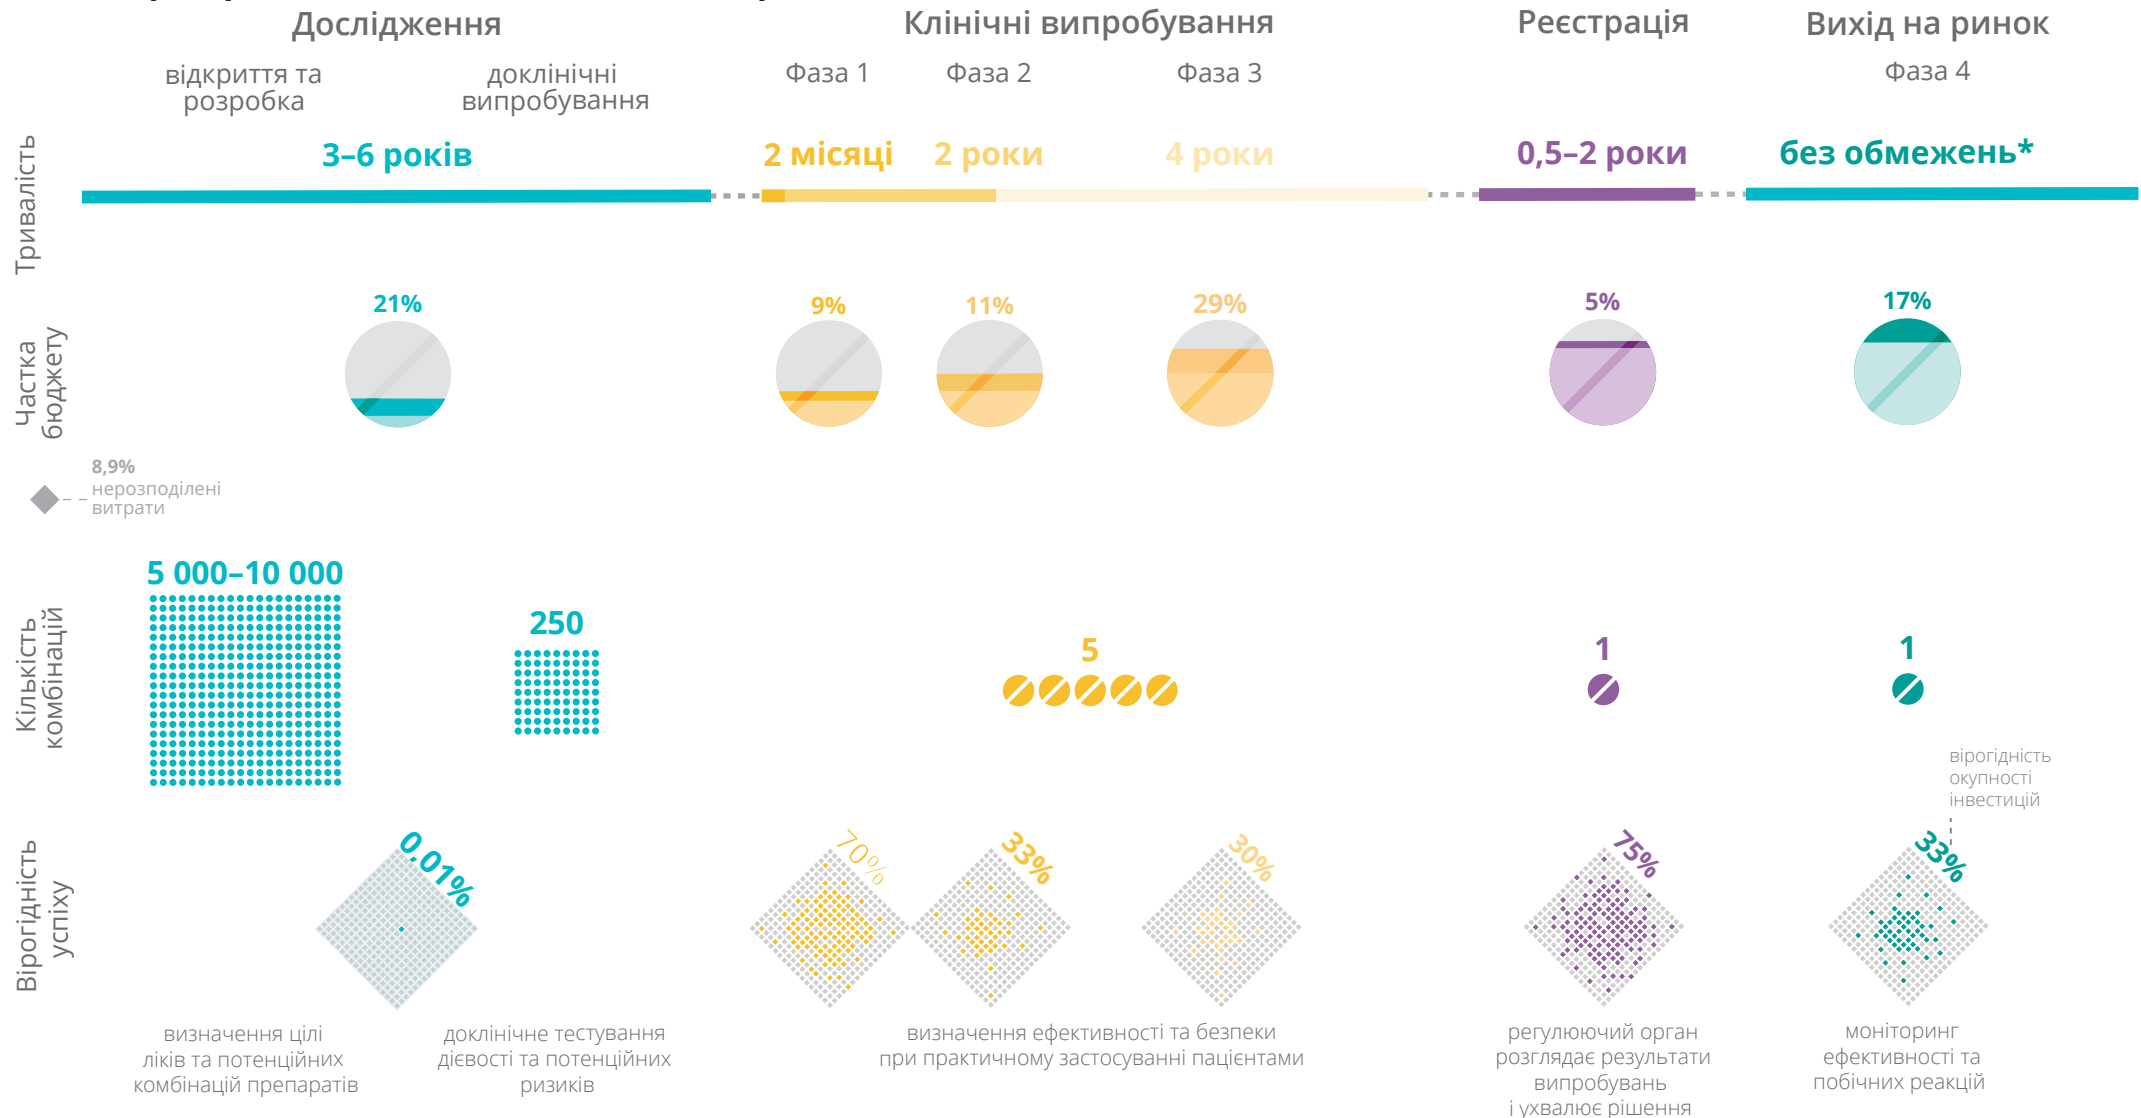 Дослідження
Клінічні випробування
Реєстрація
Вихід на ринок
відкриття та
розробка
доклінічні
випробування
Фаза 1
Фаза 2
Фаза 3
Фаза 4
Тривалість
3–6 років
2 місяці
2 роки
4 роки
0,5–2 роки
без обмежень*
Частка
бюджету
21%
9%
11%
29%
5%
17%
8,9%
нерозподілені
витрати
Кількість
комбінацій
5 000–10 000
250
5
1
1
вірогідність
окупності
інвестицій
Вірогідність
успіху
0,01%
70%
33%
30%
75%
33%
визначення цілі
ліків та потенційних
комбінацій препаратів
доклінічне тестування
дієвості та потенційних
ризиків
визначення ефективності та безпеки
при практичному застосуванні пацієнтами
регулюючий орган
розглядає результати
випробувань
і ухвалює рішення
моніторинг
ефективності та
побічних реакцій